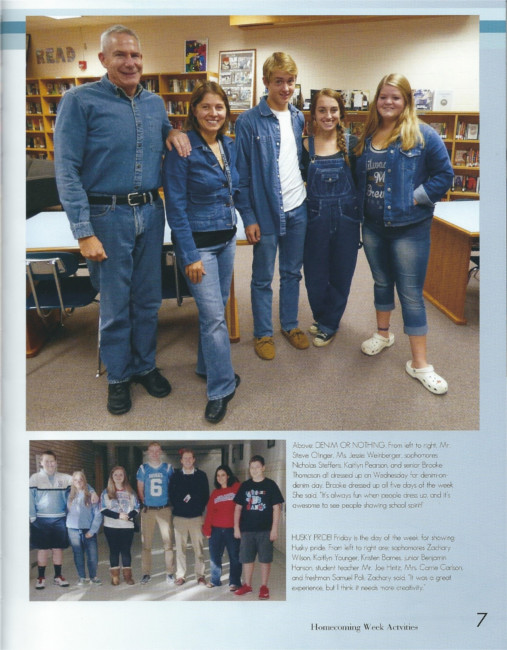 READ
Above: DENIM OR NOTHING. From left to right: Mr.
Steve Olinger, Ms. Jessie Weinberger, sophomores
Nicholas Steffens, Kaitlyn Pearson, and senior Brooke
Thompson all dressed up on Wednesday for denim-on
denim day. Brooke dressed up all five days of the week.
She said, "It's always fun when people dress up, and it's
awesome to see people showing school spirit!"
6
HUSKY PRIDE! Friday is the day of the week for showing
Husky pride. From left to right are, sophomores Zachary
Wilson, Kaitlyn Younger, Kristen Barnes, junior Benjamin
Hanson, student teacher Mr. Joe Hintz, Mrs. Carrie Carlson,
and freshman Samuel Poli. Zachary said, "It was a great
experience, but I think it needs more creativity."
Homecoming Week Actvities
7